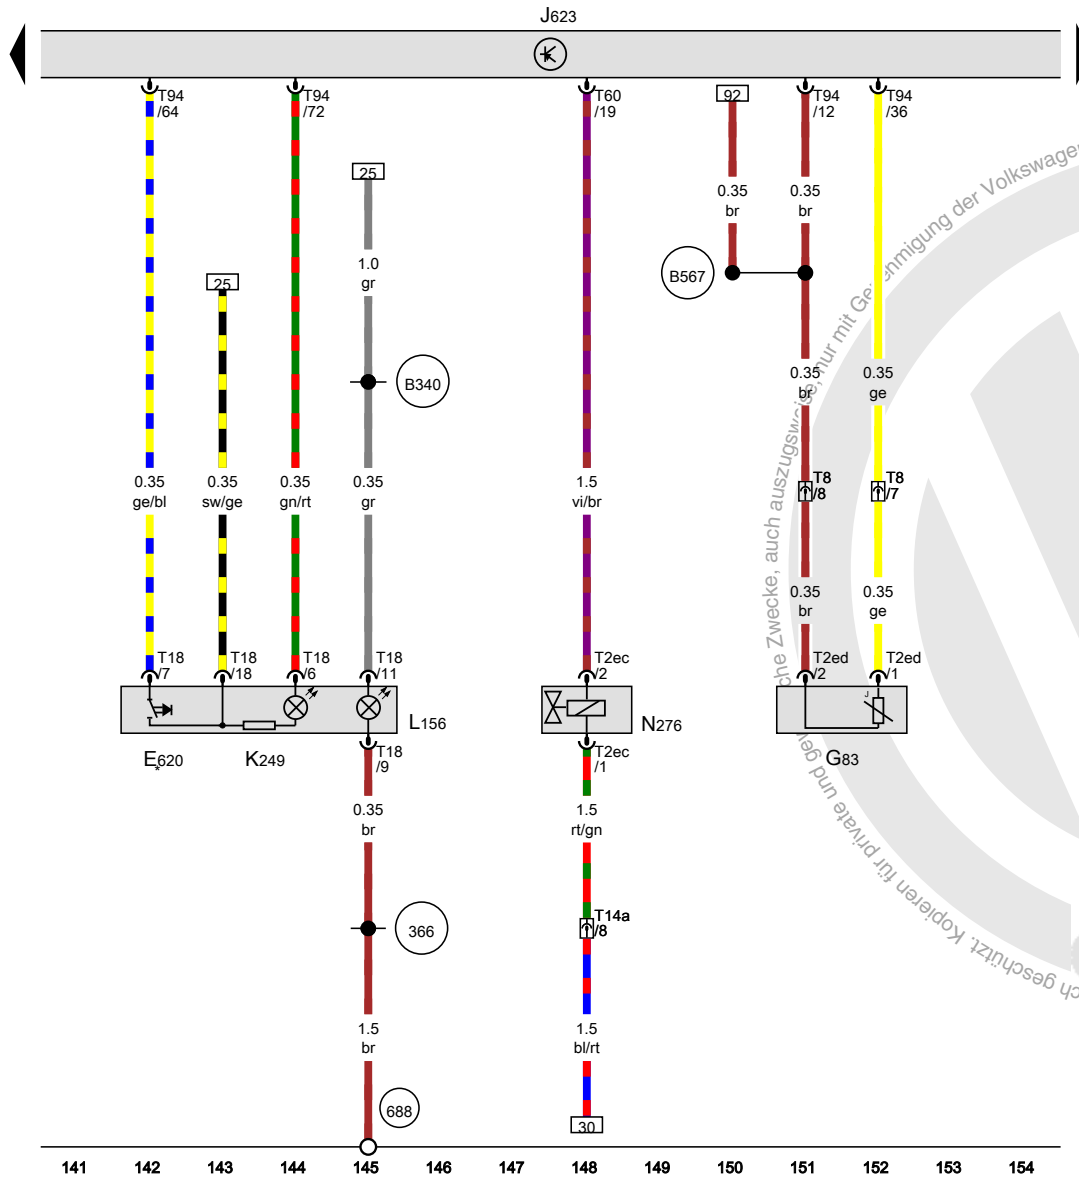 J623
T94
/64
T94
/72
T60
/19
92
T94
/12
T94
/36
25
0.35
br
0.35
br
1.0
gr
25
B567
B340
0.35
br
0.35
ge
0.35
ge/bl
0.35
sw/ge
0.35
gn/rt
0.35
gr
1.5
vi/br
T8
/8
T8
/7
0.35
br
0.35
ge
T18
/7
T18
/18
T18
/6
T18
/11
T2ec
/2
T2ed
/2
T2ed
/1
J
L156
N276
E620
*
K249
G83
T18
/9
T2ec
/1
0.35
br
1.5
rt/gn
366
T14a
/8
1.5
br
1.5
bl/rt
688
30
141 142 143 144 145 146 147 148 149 150 151 152 153 154
che Zwecke, auch auszugsweise, nur mit Genehmigung der Volkswagen
ch geschützt. Kopieren für private und gew